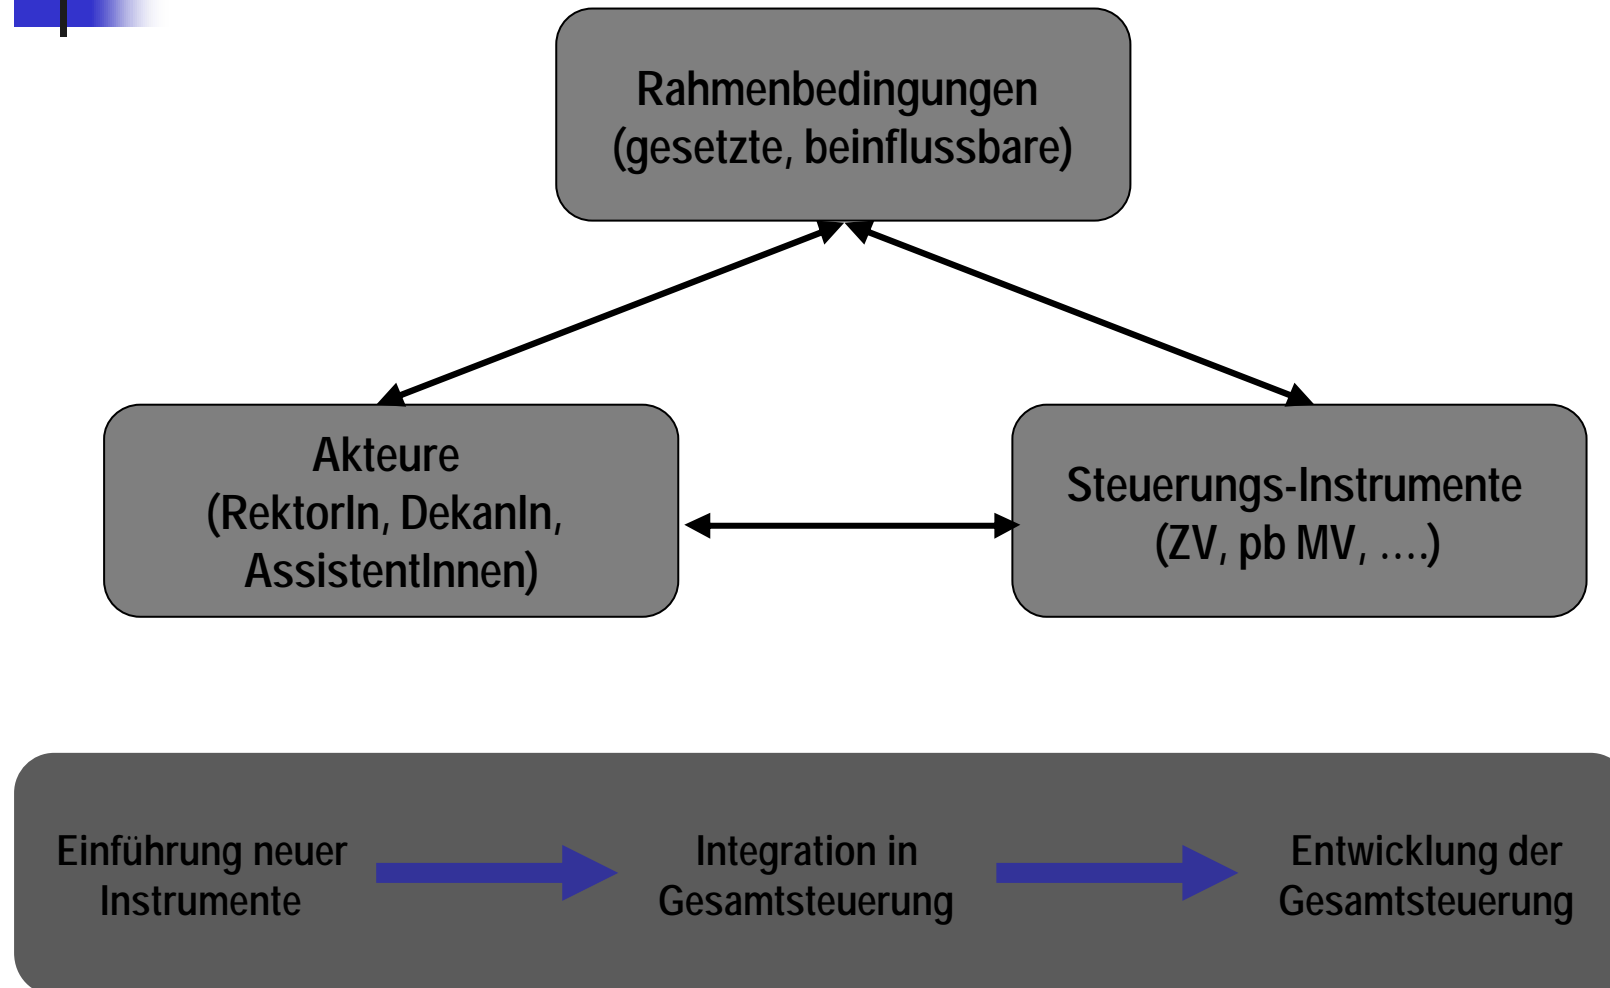 Rahmenbedingungen
(gesetzte, beinflussbare)
Akteure
(RektorIn, DekanIn,
AssistentInnen)
Steuerungs-Instrumente
(ZV, pb MV, ....)
Einführung neuer
Instrumente
Integration in
Gesamtsteuerung
Entwicklung der
Gesamtsteuerung